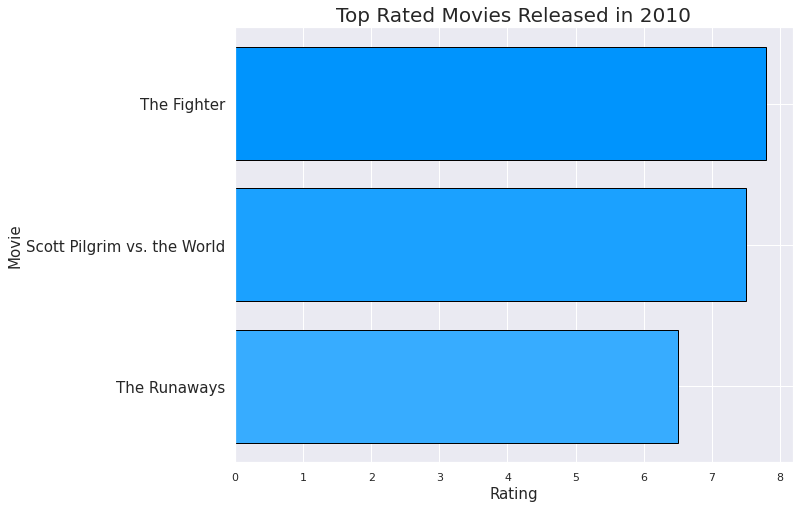 Top Rated Movies Released in 2010
The Fighter
Scott Pilgrim vs. the World
The Runaways
Movie
0 1 2 3 4 5 6 7 8
Rating